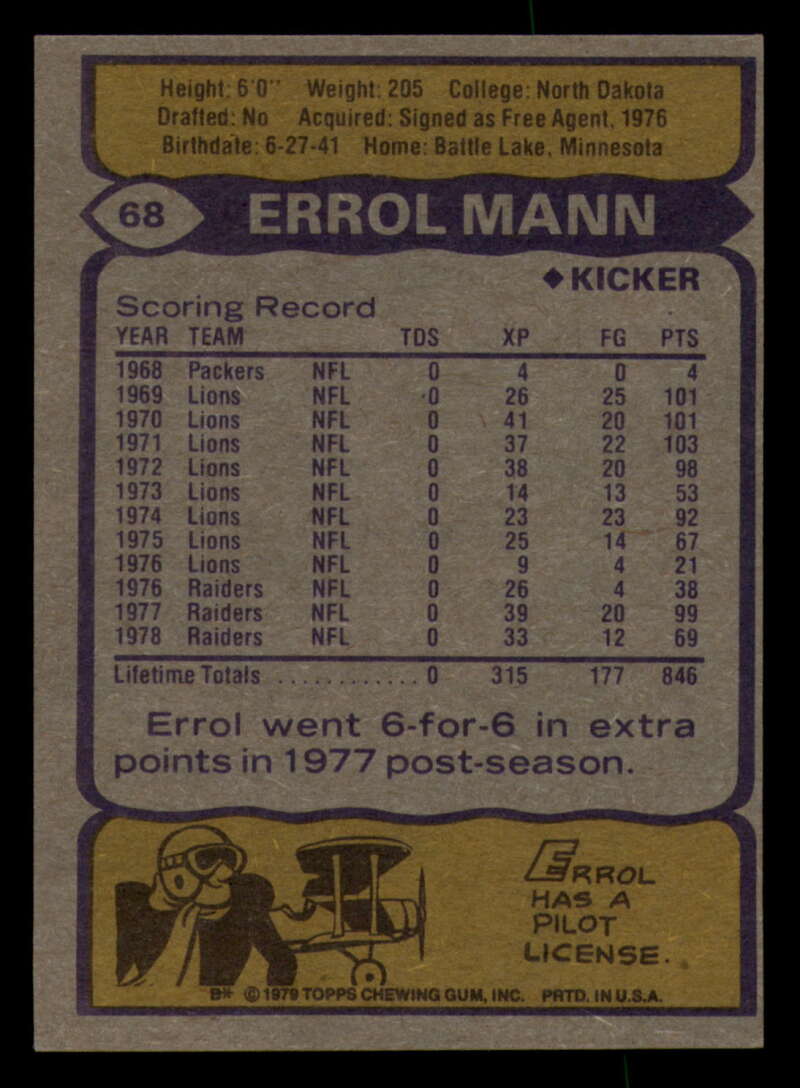 Height: 6'0" Weight: 205 College: North Dakota
Drafted: No Acquired: Signed as Free Agent, 1976
Birthdate: 6-27-41 Home: Battle Lake, Minnesota
68 ERROL MANN
◆KICKER
Scoring Record
YEAR TEAM TDS XP FG PTS
1968 Packers NFL 0 4 0 4
1969 Lions NFL 0 26 25 101
1970 Lions NFL 0 41 20 101
1971 Lions NFL 0 37 22 103
1972 Lions NFL 0 38 20 98
1973 Lions NFL 0 14 13 53
1974 Lions NFL 0 23 23 92
1975 Lions NFL 0 25 14 67
1976 Lions NFL 0 9 4 21
1976 Raiders NFL 0 26 4 38
1977 Raiders NFL 0 39 20 99
1978 Raiders NFL 0 33 12 69
Lifetime Totals ............ 0 315 177 846
Errol went 6-for-6 in extra
points in 1977 post-season.
ERROL
HAS A
PILOT
LICENSE.
B* © 1979 TOPPS CHEWING GUM, INC. PRTD. IN U.S.A.